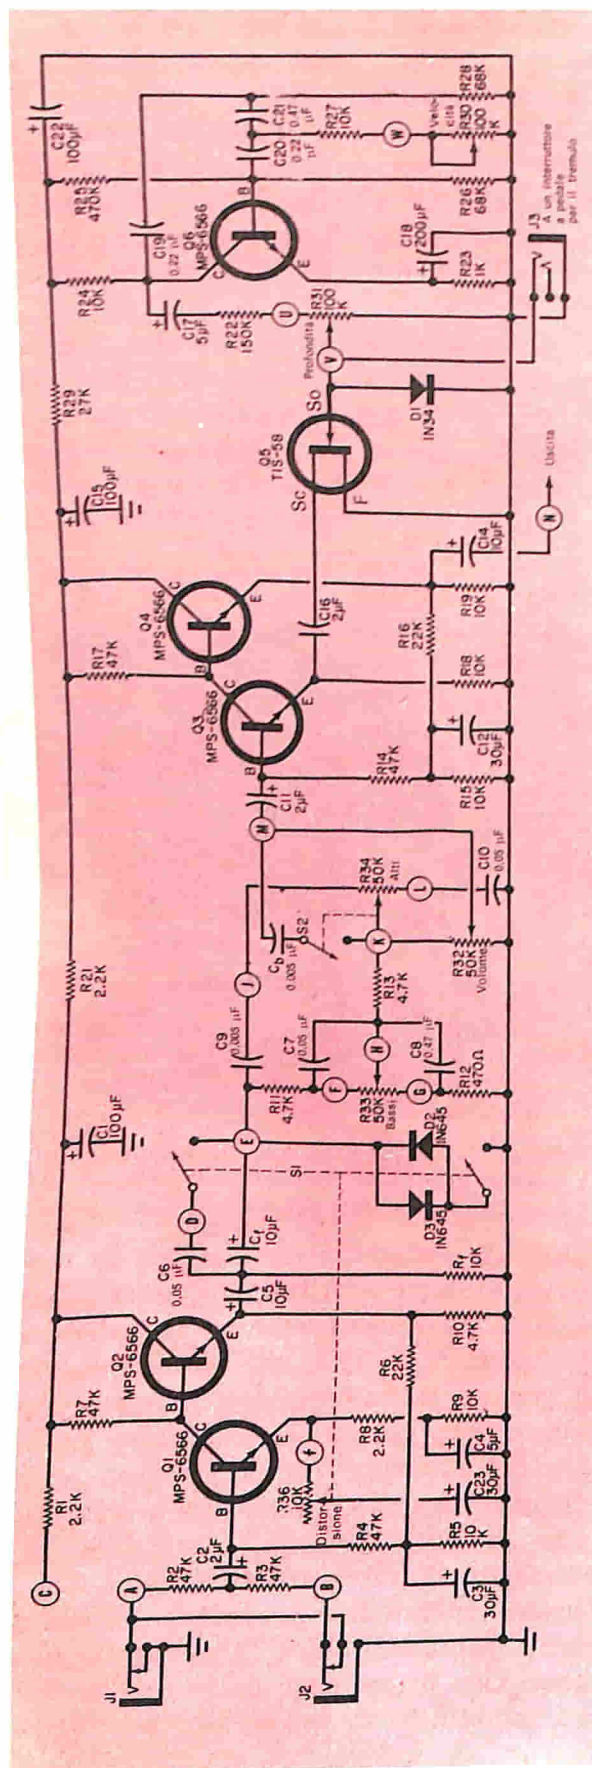 C
R1
2.2K
R7
47K
C1
100µF
R21
2.2K
R17
47K
C15
100µF
R29
27K
R24
10K
R25
470K
C22
100µF
J1
A
R2
47K
R3
47K
C2
2µF
B
J2
Q1
MPS-6566
B
C
E
Q2
MPS-6566
B
C
E
R36
10K
Distor
sione
f
R8
2.2K
R4
47K
R5
10
K
C3
30µF
C23
30µF
C4
5µF
R9
10K
R6
22K
R10
4.7K
C6
0.05 µF
D
C5
10µF
Cf
10µF
Rf
10K
S1
E
D3
1N645
D2
1N645
C9
0.005 µF
J
R11
4.7K
C7
0.05 µF
F
R33
50K
Bassi
H
G
C8
0.47 µF
R12
470Ω
R13
4.7K
K
Cb
0.005 µF
S2
R34
50K
Alti
L
C10
0.05 µF
R32
50K
Volume
M
C11
2µF
Q3
MPS-6566
B
C
E
Q4
MPS-6566
B
C
E
R14
47K
R15
10K
C12
30µF
R16
22K
R18
10K
R19
10K
C14
10µF
N
Uscita
C16
2µF
Q5
TIS-58
Sc
So
F
D1
1N34
Profondità
V
R31
100
K
U
R22
150K
C17
5µF
C19
0.22 µF
Q6
MPS-6566
C
B
E
C18
200µF
R23
1K
R26
68K
C20
0.22
µF
C21
0.47
µF
R27
10K
W
Velo-
cità
R30
100
K
R28
68K
J3
A un interruttore
a pedale
per il tremulo